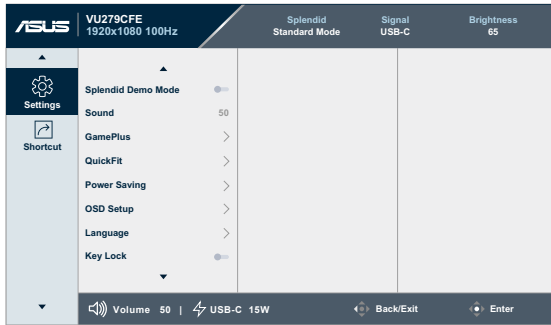 ASUS
VU279CFE
1920x1080 100Hz
Splendid
Standard Mode
Signal
USB-C
Brightness
65
Settings
Shortcut
Splendid Demo Mode
Sound 50
GamePlus
QuickFit
Power Saving
OSD Setup
Language
Key Lock
Volume 50 | USB-C 15W
Back/Exit
Enter